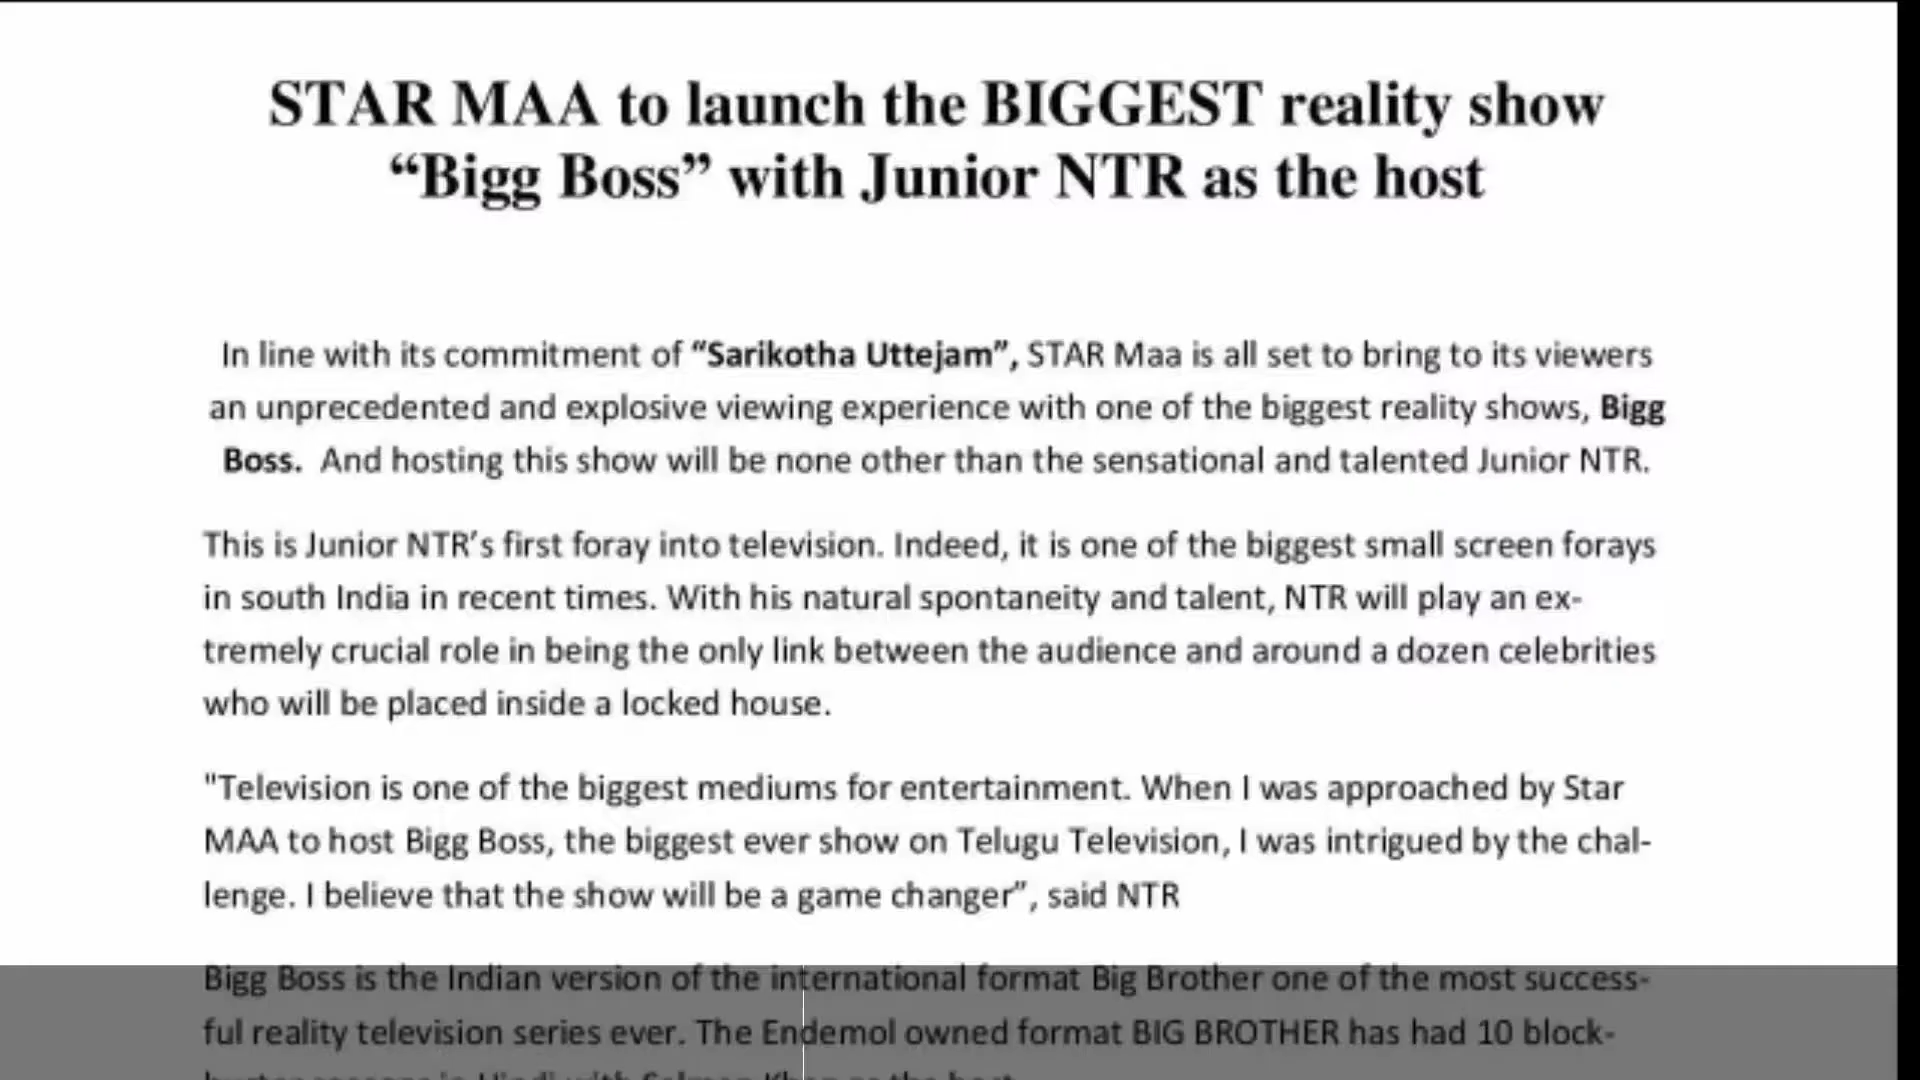 STAR MAA to launch the BIGGEST reality show
“Bigg Boss” with Junior NTR as the host
In line with its commitment of “Sarikotha Uttejam”, STAR Maa is all set to bring to its viewers
an unprecedented and explosive viewing experience with one of the biggest reality shows, Bigg
Boss. And hosting this show will be none other than the sensational and talented Junior NTR.
This is Junior NTR’s first foray into television. Indeed, it is one of the biggest small screen forays
in south India in recent times. With his natural spontaneity and talent, NTR will play an ex-
tremely crucial role in being the only link between the audience and around a dozen celebrities
who will be placed inside a locked house.
"Television is one of the biggest mediums for entertainment. When I was approached by Star
MAA to host Bigg Boss, the biggest ever show on Telugu Television, I was intrigued by the chal-
lenge. I believe that the show will be a game changer”, said NTR
Bigg Boss is the Indian version of the international format Big Brother one of the most success-
ful reality television series ever. The Endemol owned format BIG BROTHER has had 10 block-